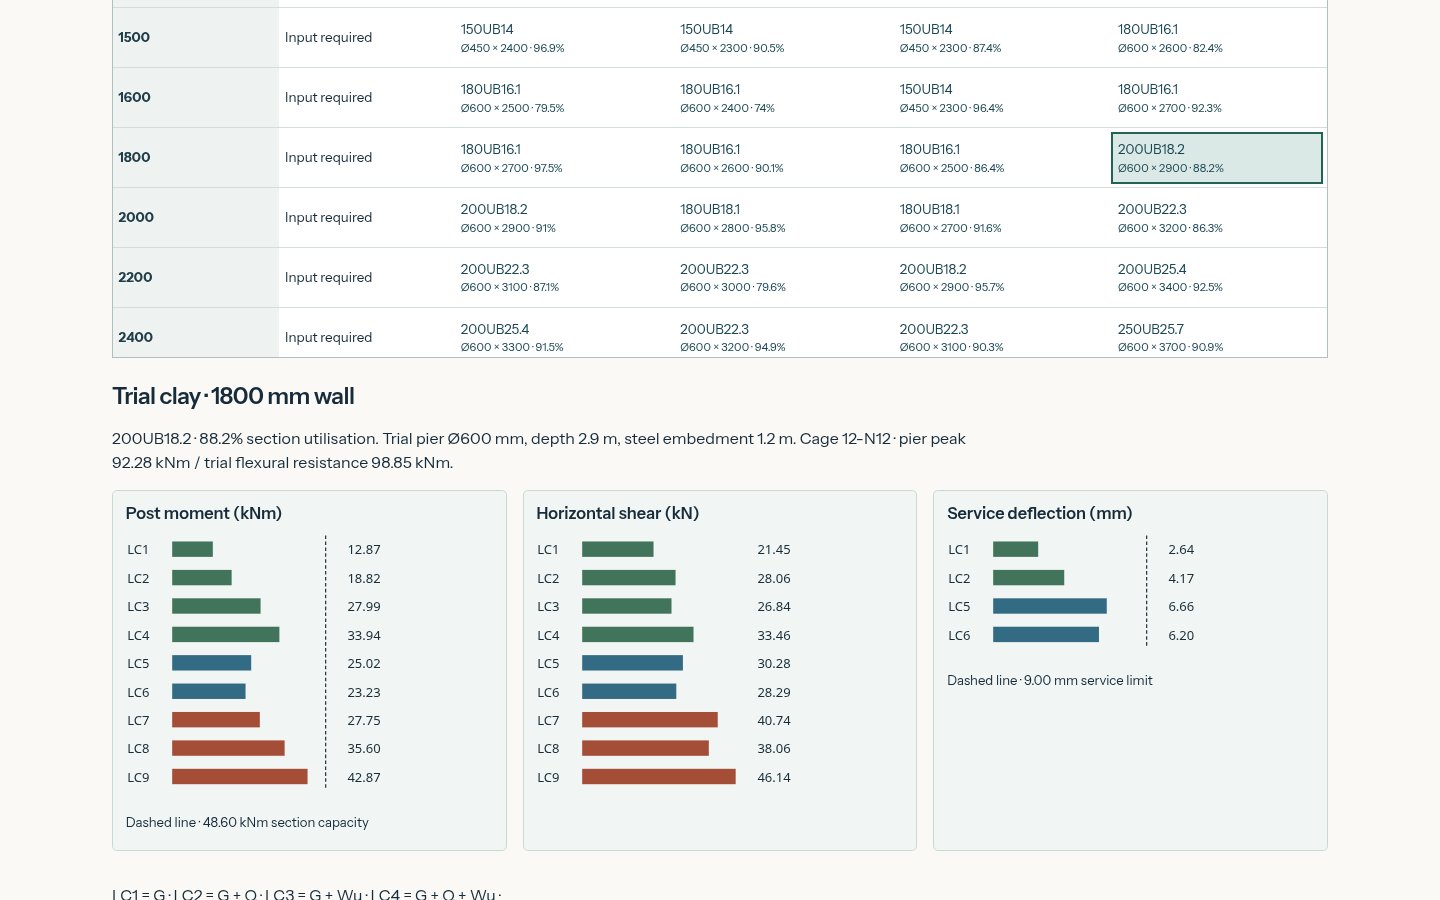 1500 Input required 150UB14 150UB14 150UB14 180UB16.1
Ø450 × 2400 · 96.9% Ø450 × 2300 · 90.5% Ø450 × 2300 · 87.4% Ø600 × 2600 · 82.4%
1600 Input required 180UB16.1 180UB16.1 150UB14 180UB16.1
Ø600 × 2500 · 79.5% Ø600 × 2400 · 74% Ø450 × 2300 · 96.4% Ø600 × 2700 · 92.3%
1800 Input required 180UB16.1 180UB16.1 180UB16.1 200UB18.2
Ø600 × 2700 · 97.5% Ø600 × 2600 · 90.1% Ø600 × 2500 · 86.4% Ø600 × 2900 · 88.2%
2000 Input required 200UB18.2 180UB18.1 180UB18.1 200UB22.3
Ø600 × 2900 · 91% Ø600 × 2800 · 95.8% Ø600 × 2700 · 91.6% Ø600 × 3200 · 86.3%
2200 Input required 200UB22.3 200UB22.3 200UB18.2 200UB25.4
Ø600 × 3100 · 87.1% Ø600 × 3000 · 79.6% Ø600 × 2900 · 95.7% Ø600 × 3400 · 92.5%
2400 Input required 200UB25.4 200UB22.3 200UB22.3 250UB25.7
Ø600 × 3300 · 91.5% Ø600 × 3200 · 94.9% Ø600 × 3100 · 90.3% Ø600 × 3700 · 90.9%
Trial clay · 1800 mm wall
200UB18.2 · 88.2% section utilisation. Trial pier Ø600 mm, depth 2.9 m, steel embedment 1.2 m. Cage 12-N12 · pier peak
92.28 kNm / trial flexural resistance 98.85 kNm.
Post moment (kNm)
LC1 12.87
LC2 18.82
LC3 27.99
LC4 33.94
LC5 25.02
LC6 23.23
LC7 27.75
LC8 35.60
LC9 42.87
Dashed line · 48.60 kNm section capacity
Horizontal shear (kN)
LC1 21.45
LC2 28.06
LC3 26.84
LC4 33.46
LC5 30.28
LC6 28.29
LC7 40.74
LC8 38.06
LC9 46.14
Service deflection (mm)
LC1 2.64
LC2 4.17
LC5 6.66
LC6 6.20
Dashed line · 9.00 mm service limit
LC1 = G · LC2 = G + Q · LC3 = G + Wu · LC4 = G + Q + Wu ·